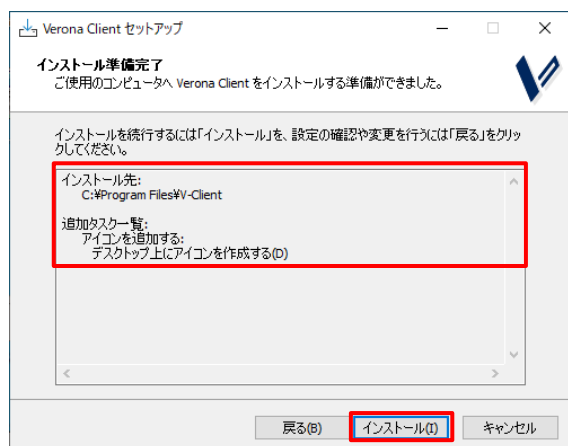 Verona Client セットアップ
インストール準備完了
ご使用のコンピュータへ Verona Client をインストールする準備ができました。
インストールを続行するには「インストール」を、設定の確認や変更を行うには「戻る」をクリッ
クしてください。
インストール先:
C:¥Program Files¥V-Client
追加タスク一覧:
アイコンを追加する:
デスクトップ上にアイコンを作成する(D)
戻る(B)
インストール(I)
キャンセル